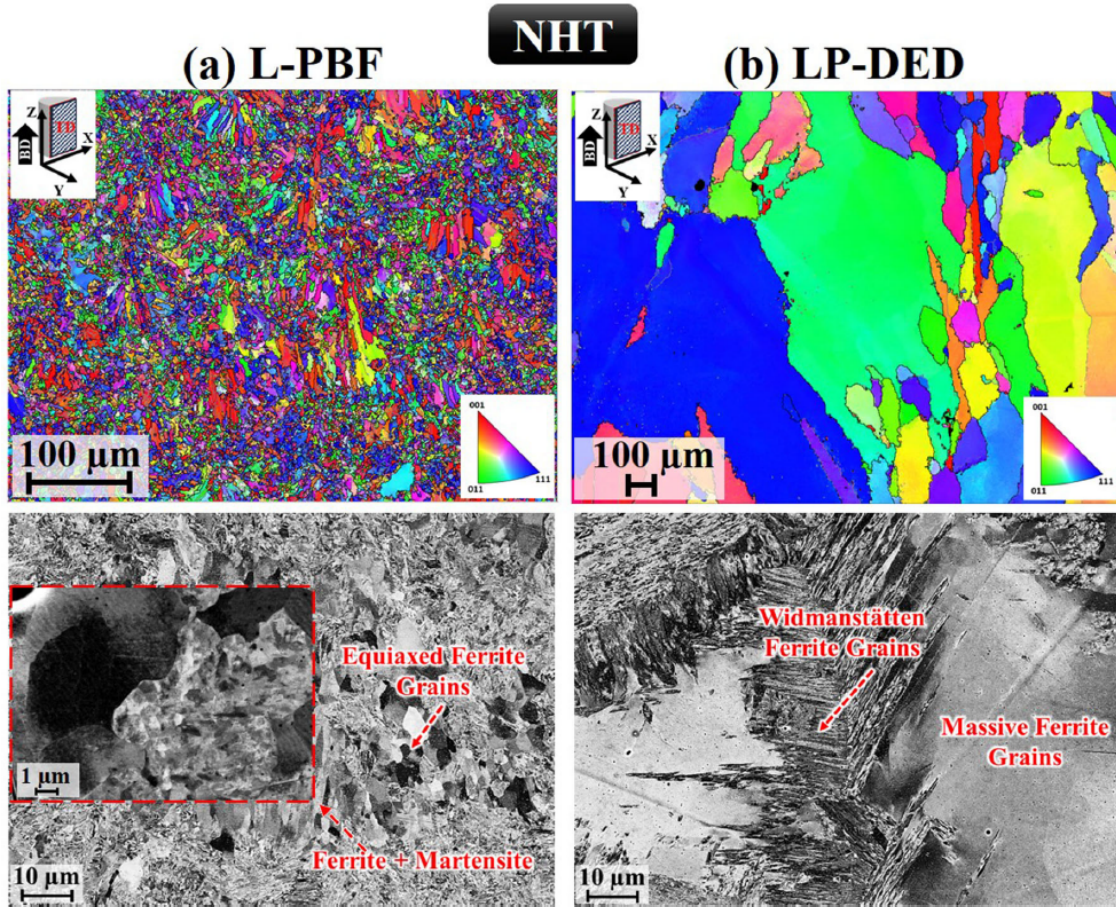 NHT
(a) L-PBF
(b) LP-DED
Z
TD
X
BD
Y
100 µm
001
011
111
Z
TD
X
BD
Y
100 µm
001
011
111
Equiaxed Ferrite
Grains
1 µm
Ferrite + Martensite
10 µm
Widmanstätten
Ferrite Grains
Massive Ferrite
Grains
10 µm